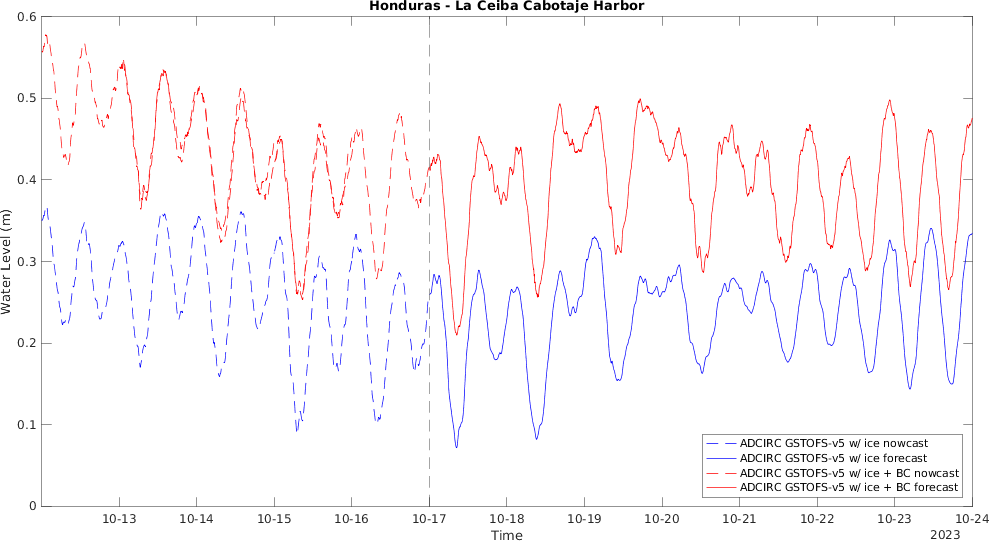 Honduras - La Ceiba Cabotaje Harbor
0.6
0.5
0.4
0.3
0.2
0.1
0
Water Level (m)
ADCIRC GSTOFS-v5 w/ ice nowcast
ADCIRC GSTOFS-v5 w/ ice forecast
ADCIRC GSTOFS-v5 w/ ice + BC nowcast
ADCIRC GSTOFS-v5 w/ ice + BC forecast
10-13 10-14 10-15 10-16 10-17 10-18 10-19 10-20 10-21 10-22 10-23 10-24
Time
2023